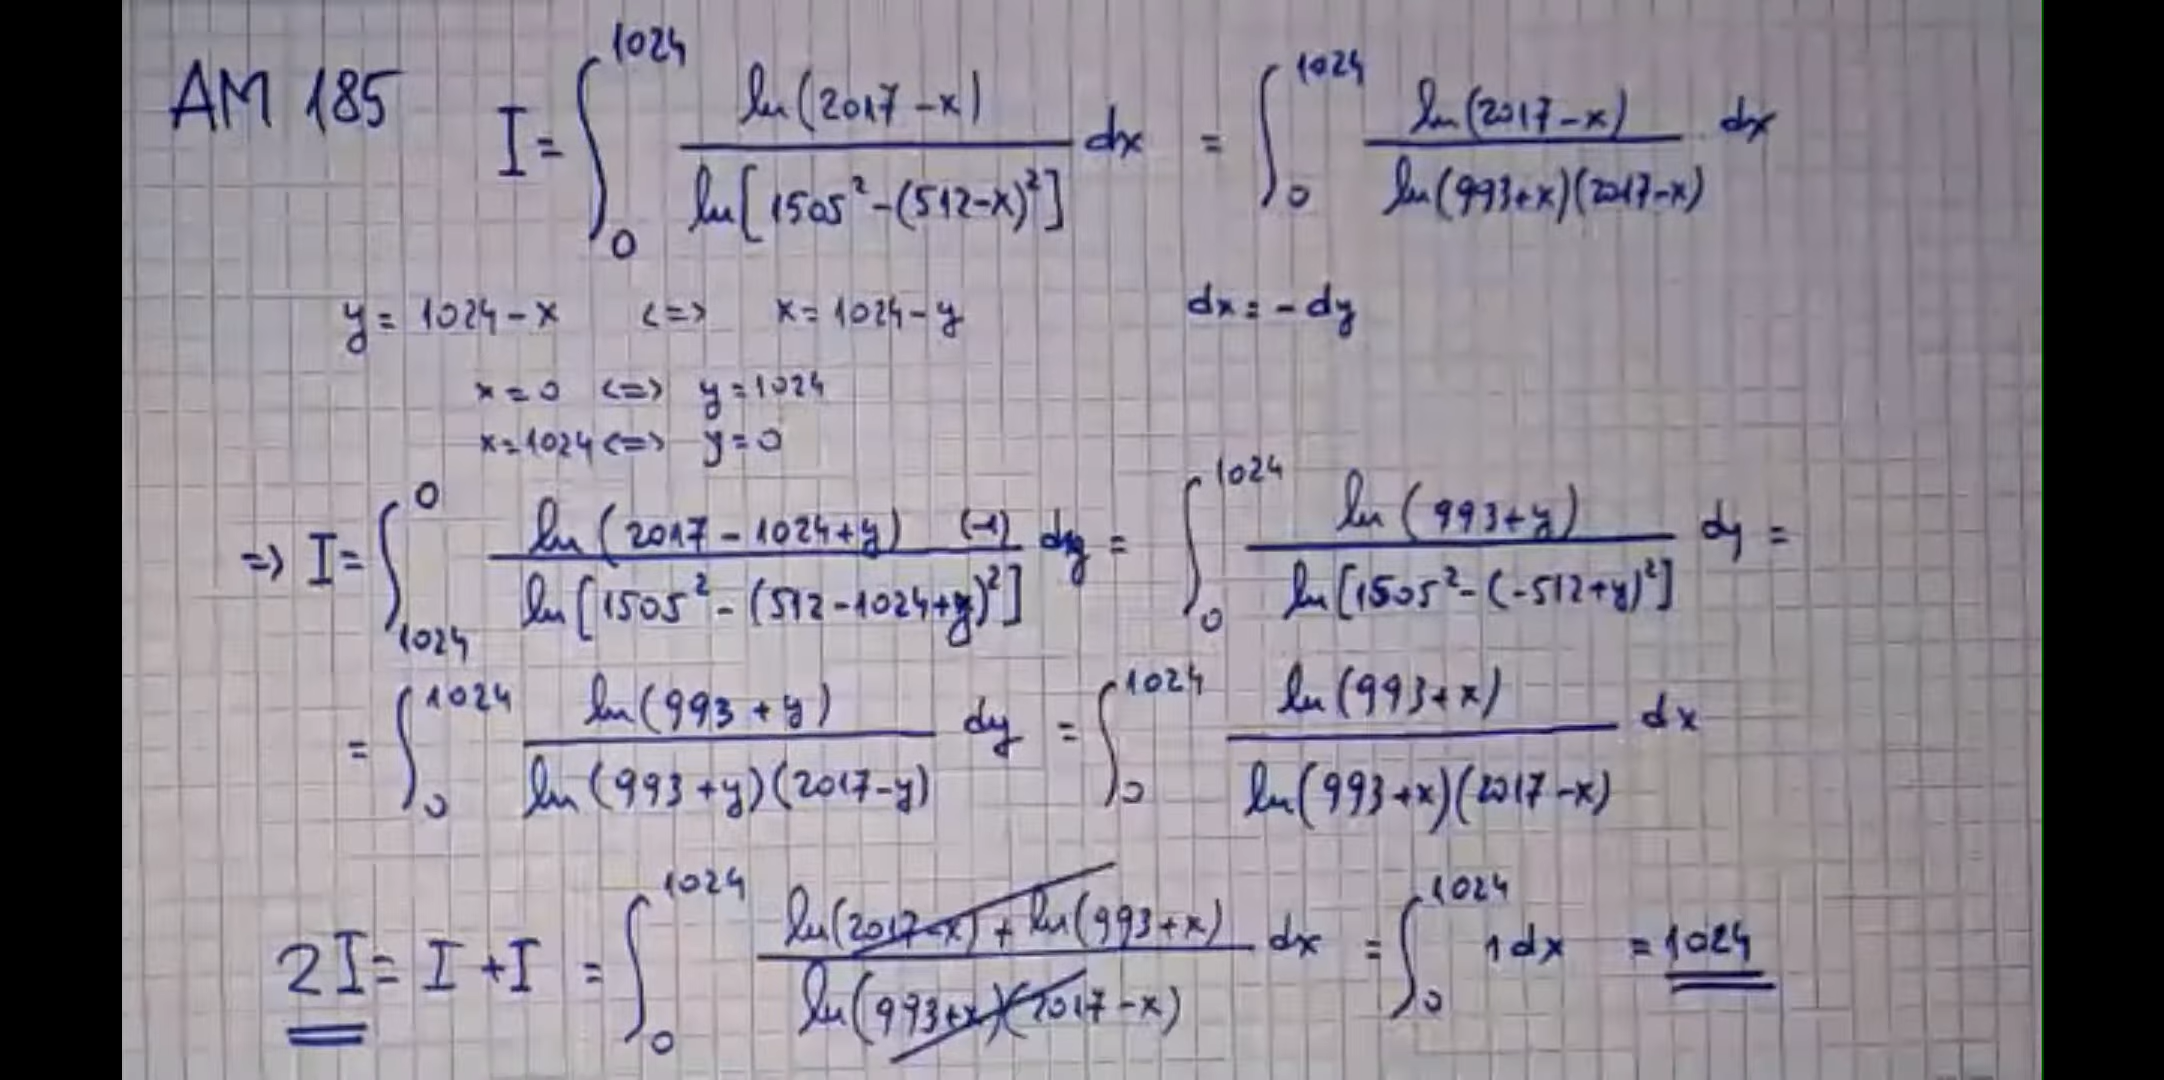 AM 185 I = ∫₀¹⁰²⁴ ln(2017-x) / ln[1505²-(512-x)²] dx = ∫₀¹⁰²⁴ ln(2017-x) / ln(993+x)(2017-x) dx
y = 1024-x <=> x = 1024-y dx = -dy
x = 0 <=> y = 1024
x = 1024 <=> y = 0
=> I = ∫₁₀₂₄⁰ ln(2017-1024+y) (-1) / ln[1505²-(512-1024+y)²] dy = ∫₀¹⁰²⁴ ln(993+y) / ln[1505²-(-512+y)²] dy =
= ∫₀¹⁰²⁴ ln(993+y) / ln(993+y)(2017-y) dy = ∫₀¹⁰²⁴ ln(993+x) / ln(993+x)(2017-x) dx
2I = I + I = ∫₀¹⁰²⁴ ln(2017-x) + ln(993+x) / ln(993+x)(2017-x) dx = ∫₀¹⁰²⁴ 1 dx = 1024